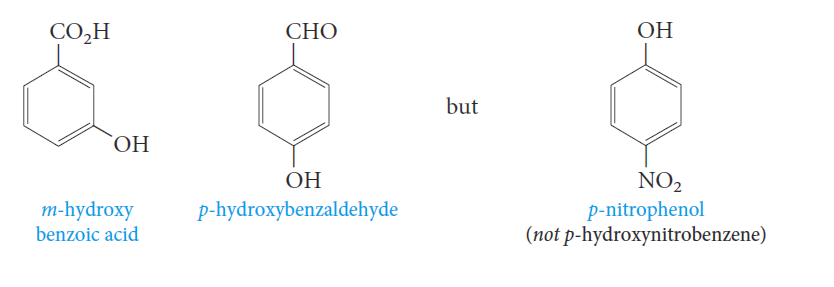 CO₂H
OH
m-hydroxy
benzoic acid
CHO
OH
p-hydroxybenzaldehyde
but
OH
NO₂
p-nitrophenol
(not p-hydroxynitrobenzene)